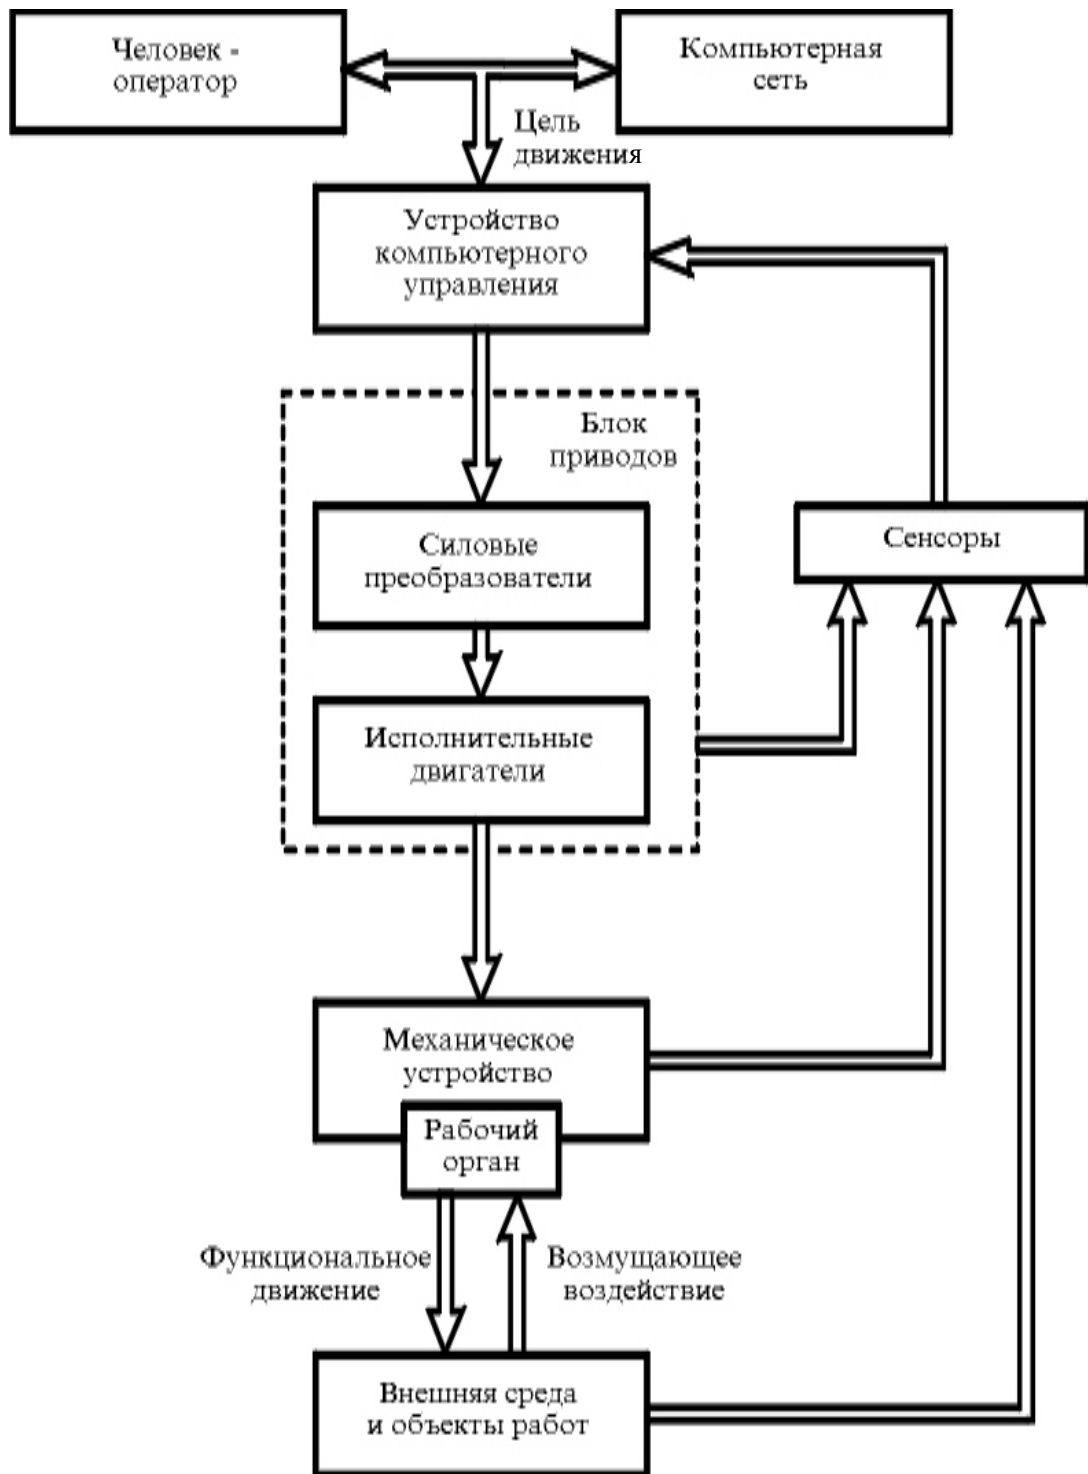 Человек -
оператор
Компьютерная
сеть
Цель
движения
Устройство
компьютерного
управления
Блок
приводов
Силовые
преобразователи
Сенсоры
Исполнительные
двигатели
Механическое
устройство
Рабочий
орган
Функциональное
движение
Возмущающее
воздействие
Внешняя среда
и объекты работ